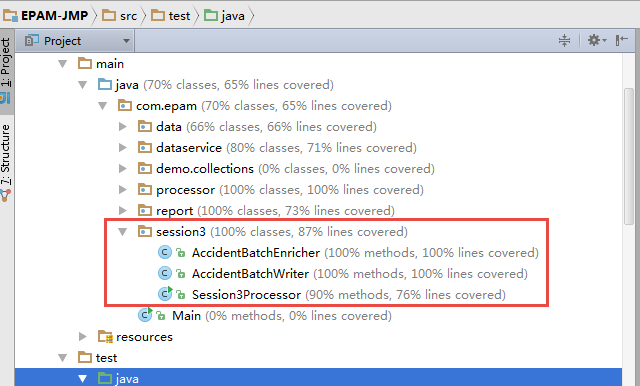 EPAM-JMP src test java
Project
1: Project
7: Structure
main
java (70% classes, 65% lines covered)
com.epam (70% classes, 65% lines covered)
data (66% classes, 66% lines covered)
dataservice (80% classes, 71% lines covered)
demo.collections (0% classes, 0% lines covered)
processor (100% classes, 100% lines covered)
report (100% classes, 73% lines covered)
session3 (100% classes, 87% lines covered)
AccidentBatchEnricher (100% methods, 100% lines covered)
AccidentBatchWriter (100% methods, 100% lines covered)
Session3Processor (90% methods, 76% lines covered)
Main (0% methods, 0% lines covered)
resources
test
java